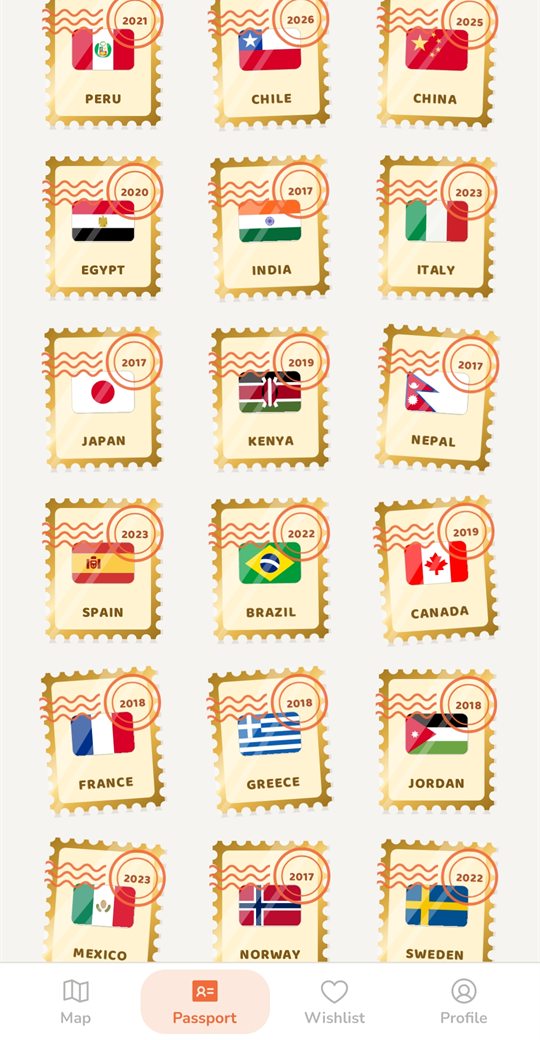 2021 2026 2025
PERU CHILE CHINA
2020 2017 2023
EGYPT INDIA ITALY
2017 2019 2017
JAPAN KENYA NEPAL
2023 2022 2019
SPAIN BRAZIL CANADA
2018 2018 2018
FRANCE GREECE JORDAN
2023 2017 2022
MEXICO NORWAY SWEDEN
Map Passport Wishlist Profile